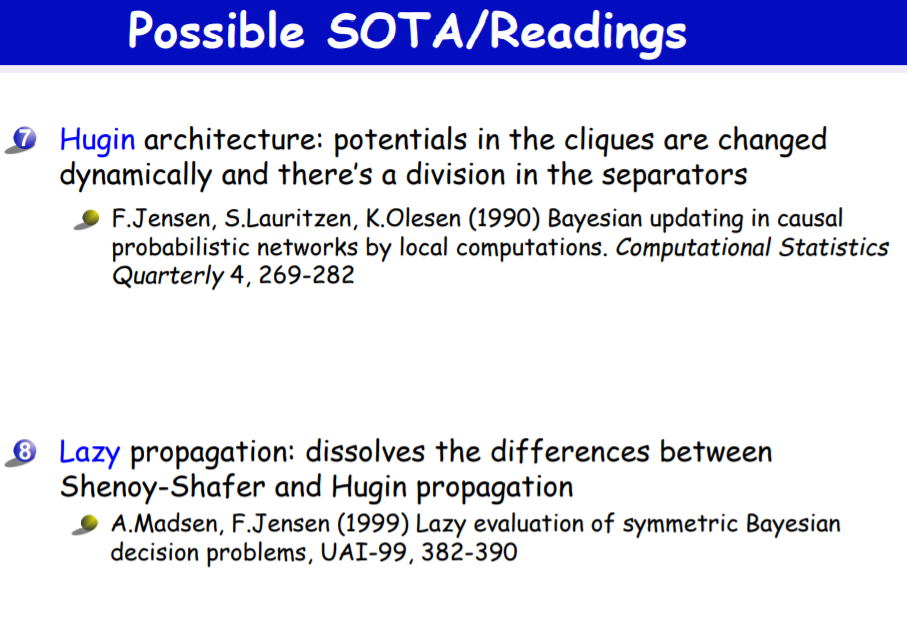 Possible SOTA/Readings
7 Hugin architecture: potentials in the cliques are changed
dynamically and there's a division in the separators
F.Jensen, S.Lauritzen, K.Olesen (1990) Bayesian updating in causal
probabilistic networks by local computations. Computational Statistics
Quarterly 4, 269-282
8 Lazy propagation: dissolves the differences between
Shenoy-Shafer and Hugin propagation
A.Madsen, F.Jensen (1999) Lazy evaluation of symmetric Bayesian
decision problems, UAI-99, 382-390